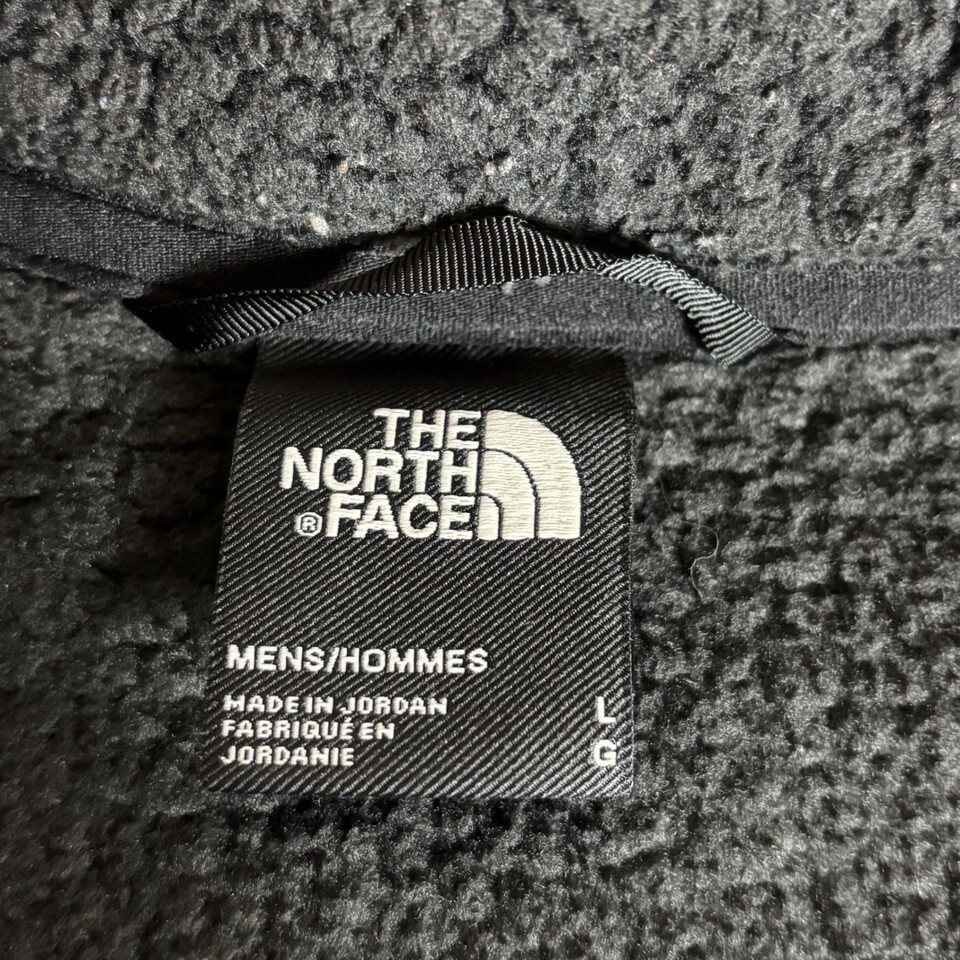 THE
NORTH
® FACE
MENS/HOMMES
MADE IN JORDAN L
FABRIQUÉ EN
JORDANIE G